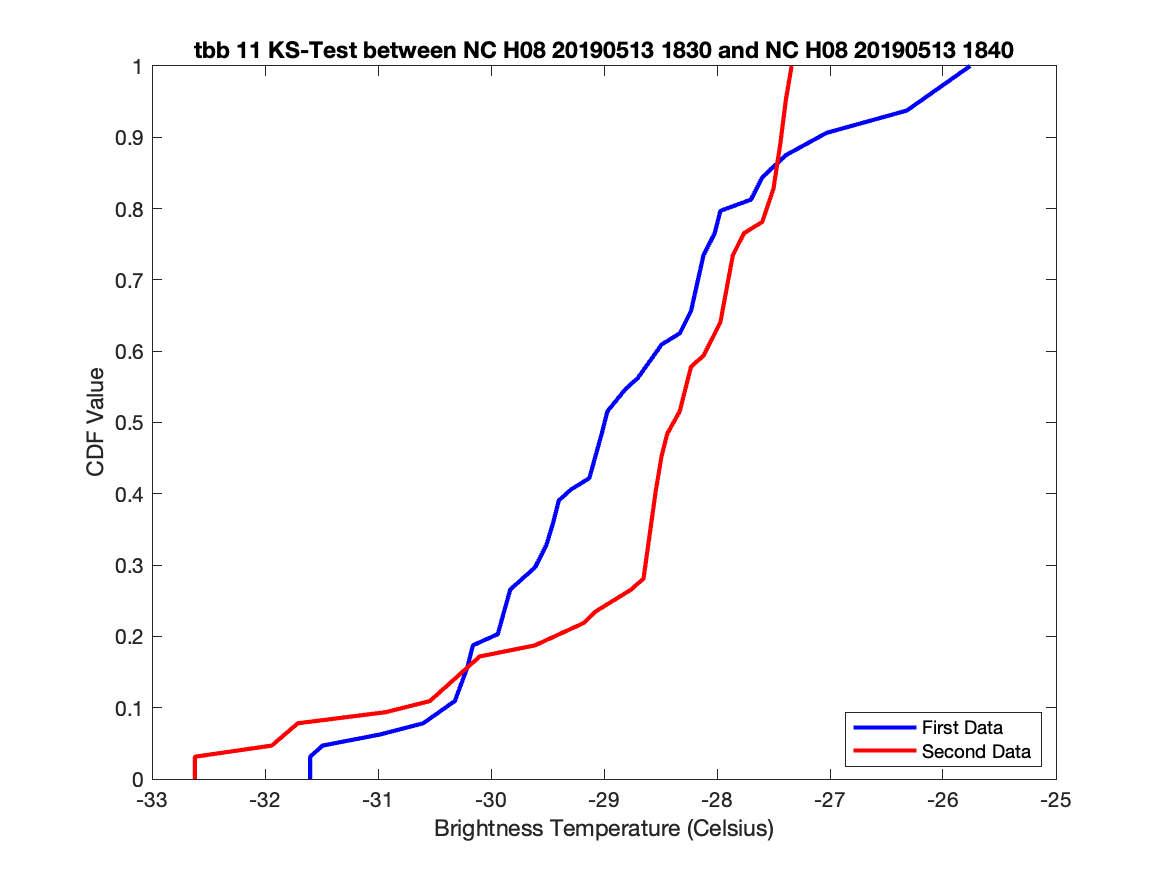 tbb 11 KS-Test between NC H08 20190513 1830 and NC H08 20190513 1840
1
0.9
0.8
0.7
0.6
0.5
0.4
0.3
0.2
0.1
0
CDF Value
First Data
Second Data
-33 -32 -31 -30 -29 -28 -27 -26 -25
Brightness Temperature (Celsius)